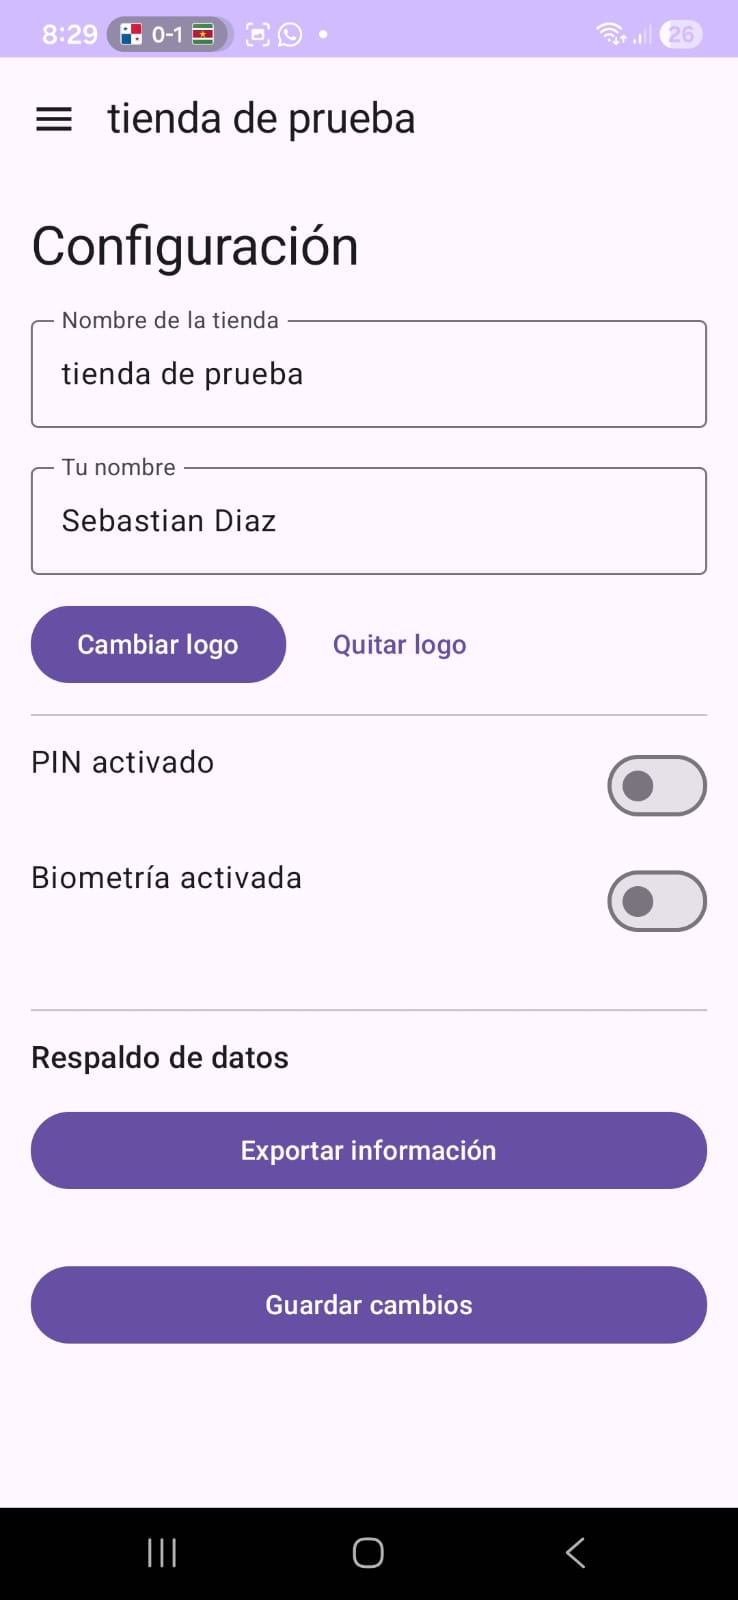 8:29 0-1 26
tienda de prueba
Configuración
Nombre de la tienda
tienda de prueba
Tu nombre
Sebastian Diaz
Cambiar logo Quitar logo
PIN activado
Biometría activada
Respaldo de datos
Exportar información
Guardar cambios